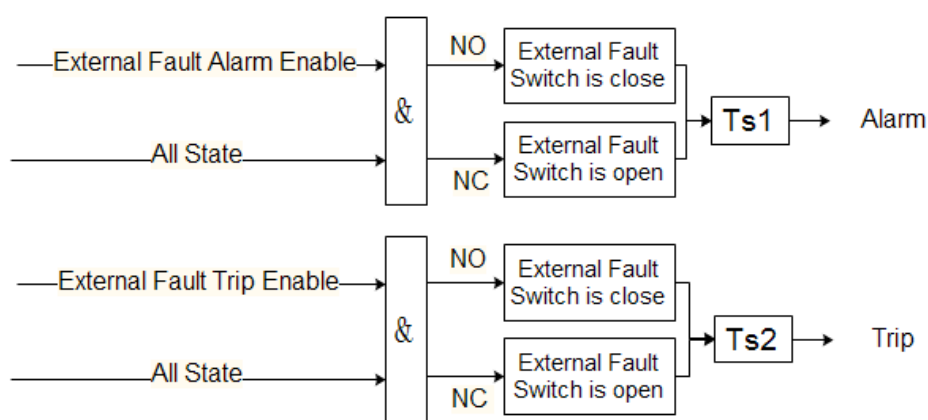 External Fault Alarm Enable
All State
&
NO
NC
External Fault
Switch is close
External Fault
Switch is open
Ts1
Alarm
External Fault Trip Enable
All State
&
NO
NC
External Fault
Switch is close
External Fault
Switch is open
Ts2
Trip